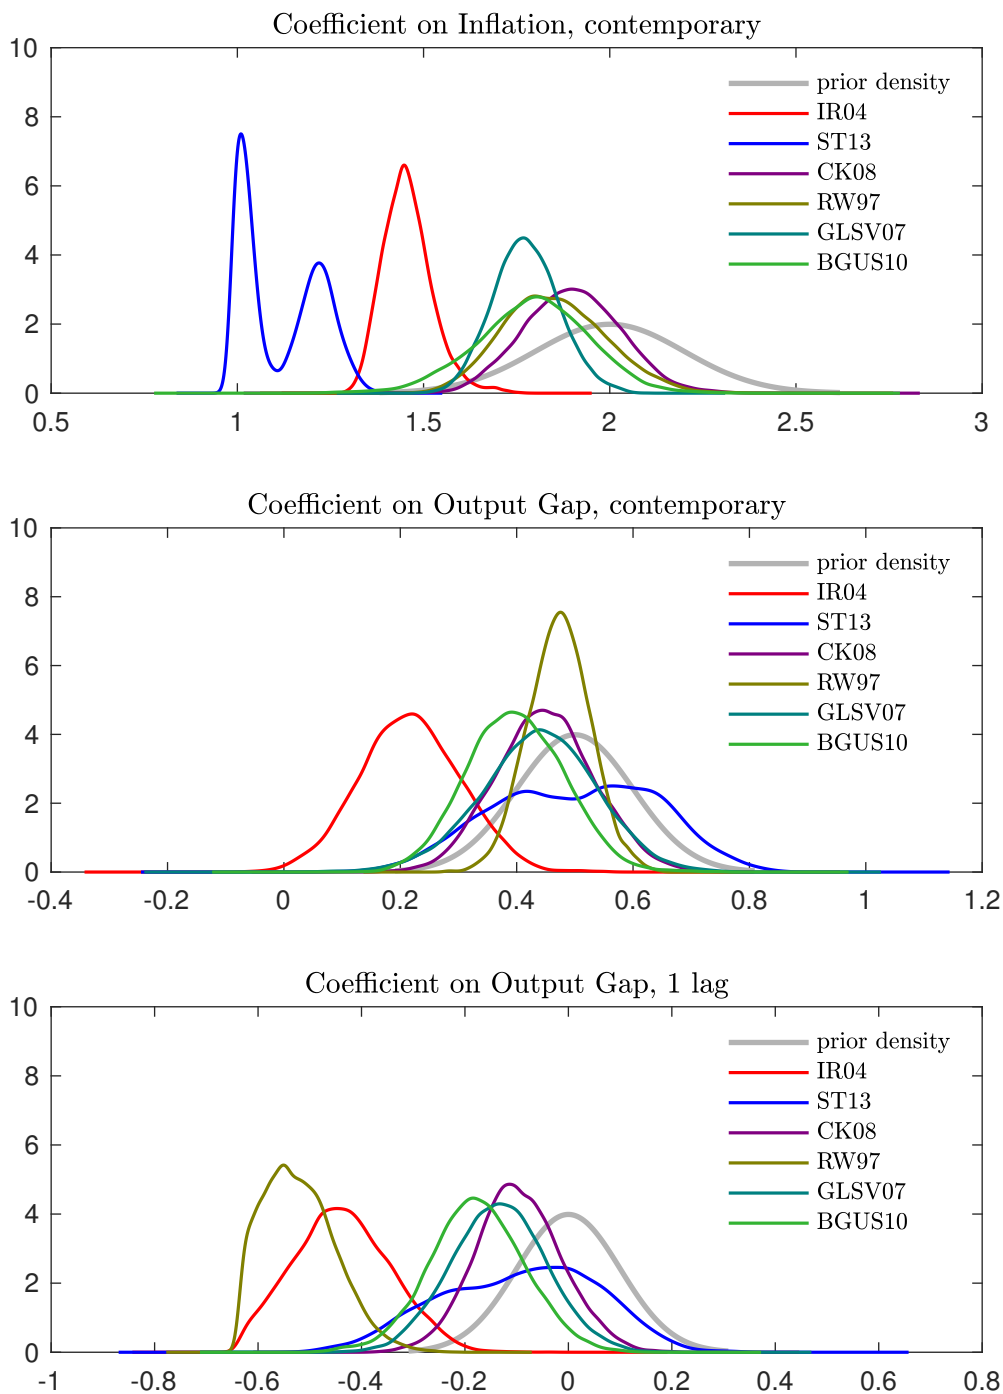 Coefficient on Inflation, contemporary
10
8
6
4
2
0
prior density
IR04
ST13
CK08
RW97
GLSV07
BGUS10
0.5 1 1.5 2 2.5 3
Coefficient on Output Gap, contemporary
10
8
6
4
2
0
prior density
IR04
ST13
CK08
RW97
GLSV07
BGUS10
-0.4 -0.2 0 0.2 0.4 0.6 0.8 1 1.2
Coefficient on Output Gap, 1 lag
10
8
6
4
2
0
prior density
IR04
ST13
CK08
RW97
GLSV07
BGUS10
-1 -0.8 -0.6 -0.4 -0.2 0 0.2 0.4 0.6 0.8